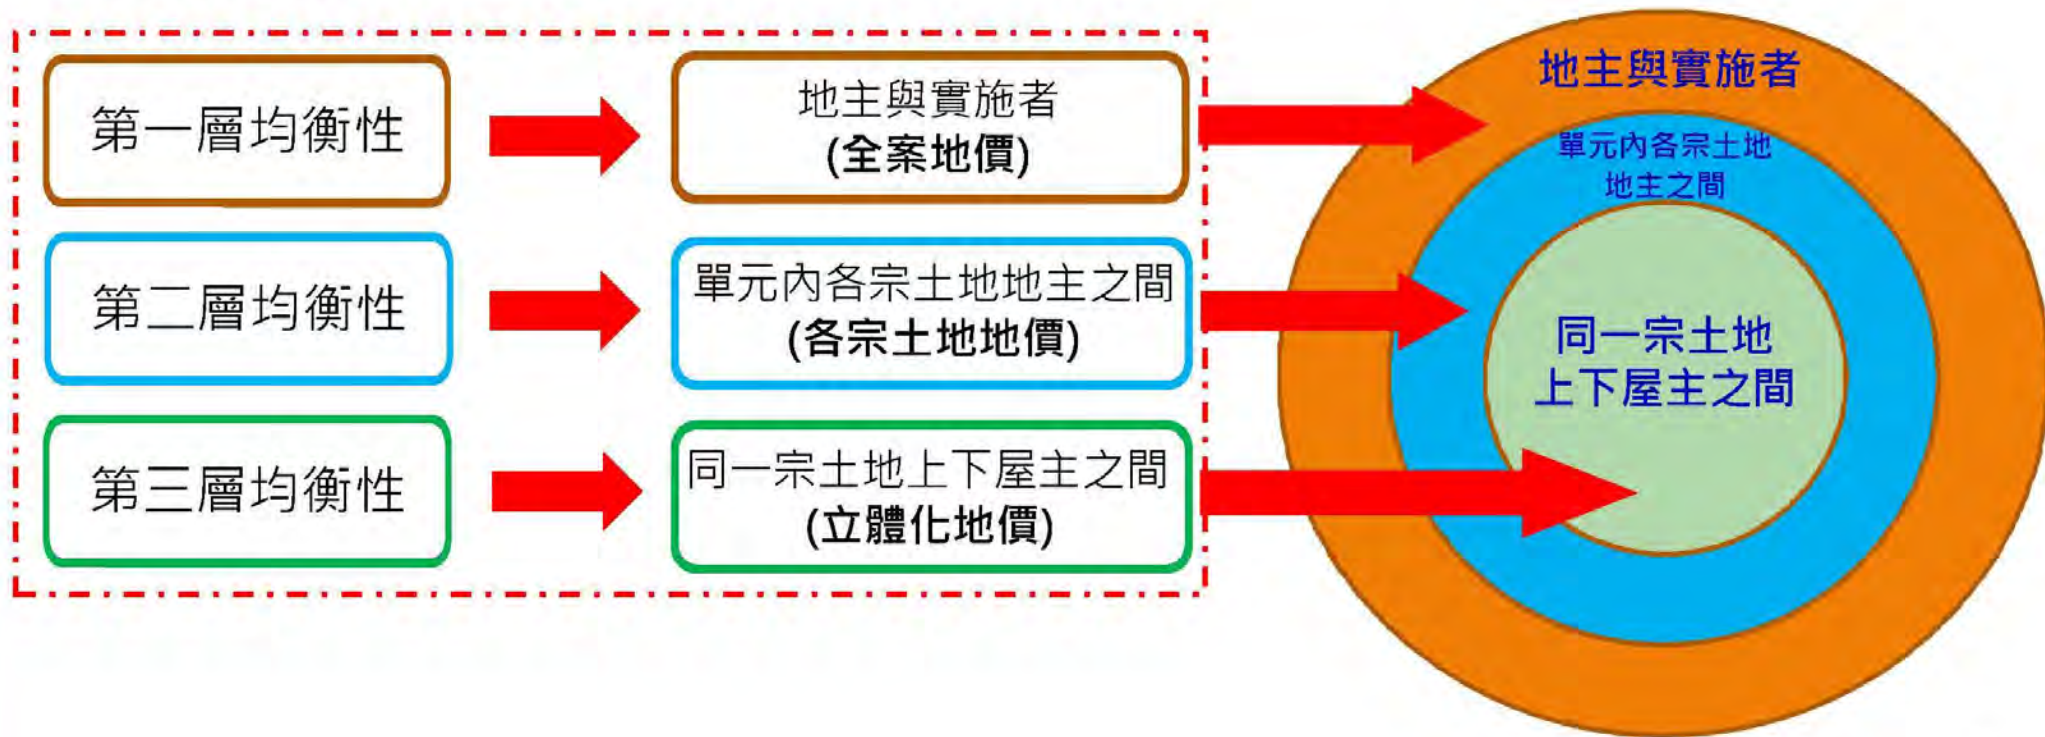 第一層均衡性
地主與實施者
(全案地價)
第二層均衡性
單元內各宗土地地主之間
(各宗土地地價)
第三層均衡性
同一宗土地上下屋主之間
(立體化地價)
地主與實施者
單元內各宗土地
地主之間
同一宗土地
上下屋主之間